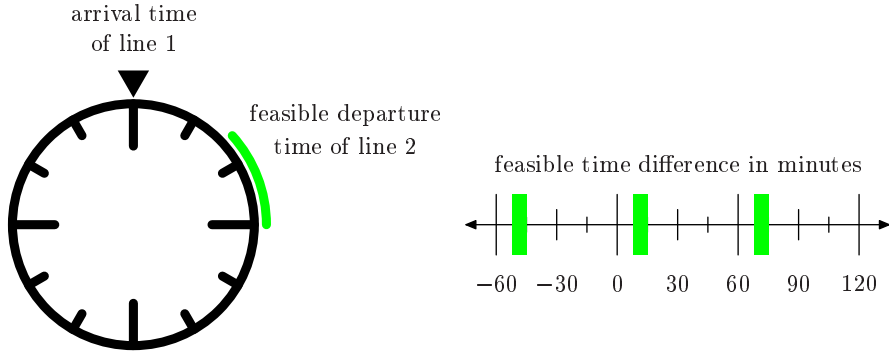 arrival time
of line 1
feasible departure
time of line 2
feasible time difference in minutes
−60 −30 0 30 60 90 120